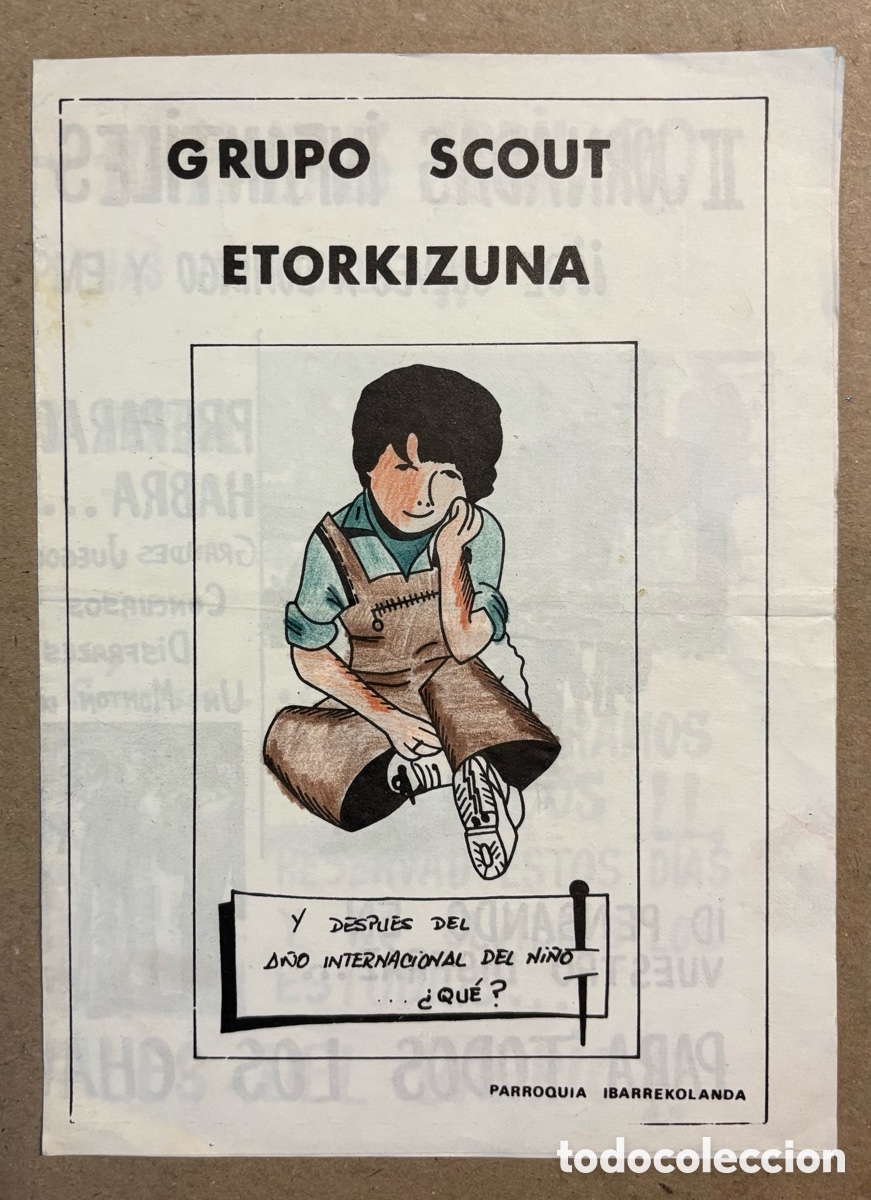 GRUPO SCOUT
ETORKIZUNA
Y DESPUES DEL
AÑO INTERNACIONAL DEL NIÑO
... ¿QUÉ?
PARROQUIA IBARREKOLANDA
todocoleccion